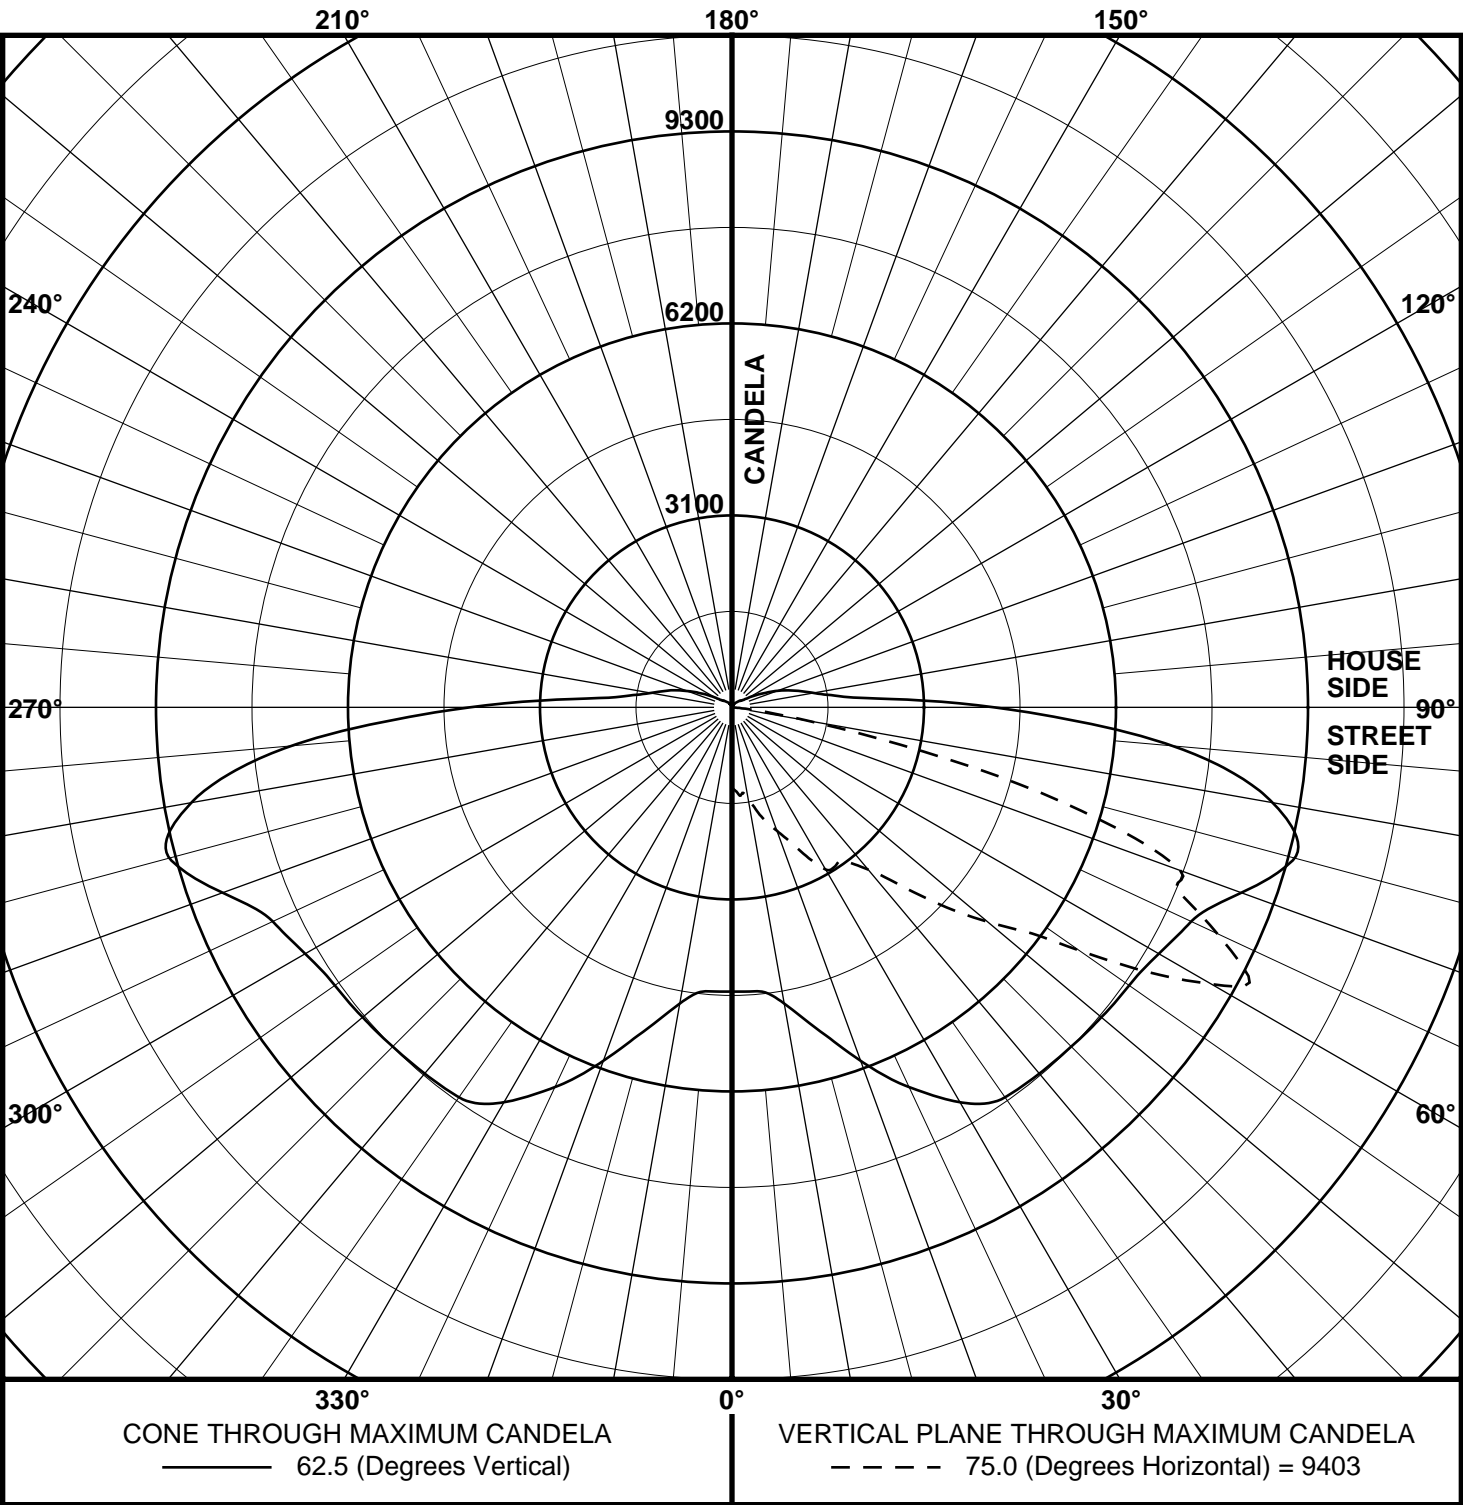 210° 180° 150°
9300
240° 120°
6200
CANDELA
3100
HOUSE
SIDE
270° 90°
STREET
SIDE
300° 60°
330° 0° 30°
CONE THROUGH MAXIMUM CANDELA
62.5 (Degrees Vertical)
VERTICAL PLANE THROUGH MAXIMUM CANDELA
75.0 (Degrees Horizontal) = 9403